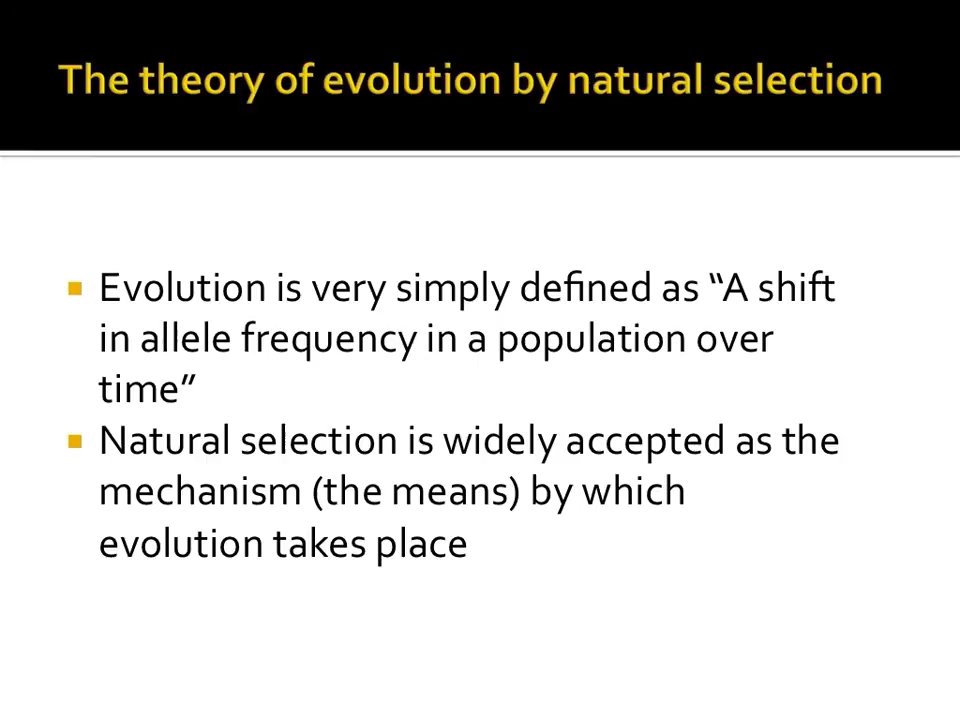 The theory of evolution by natural selection
Evolution is very simply defined as “A shift
in allele frequency in a population over
time”
Natural selection is widely accepted as the
mechanism (the means) by which
evolution takes place